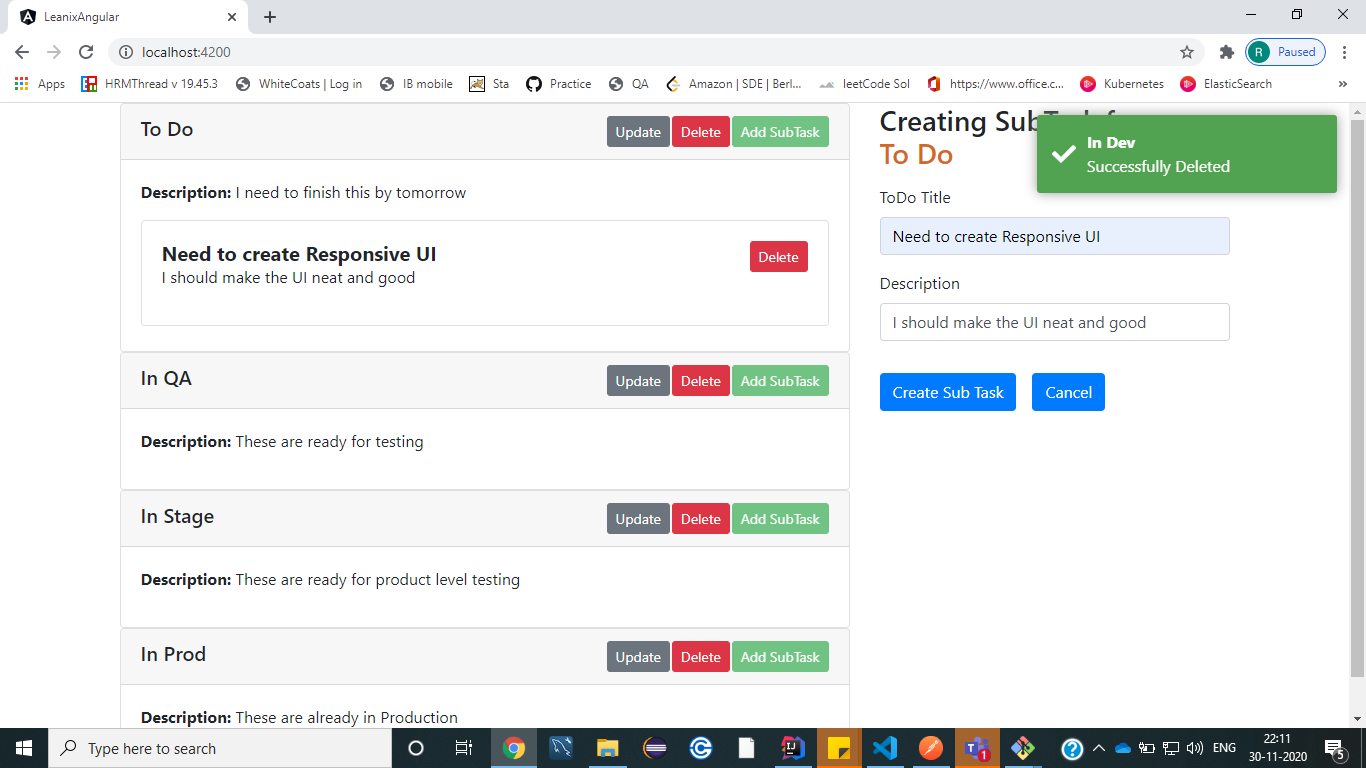 LeanixAngular
localhost:4200
Paused
Apps
HRMThread v 19.45.3
WhiteCoats | Log in
IB mobile
Sta
Practice
QA
Amazon | SDE | Berl...
leetCode Sol
https://www.office.c...
Kubernetes
ElasticSearch
To Do
Update Delete Add SubTask
Description: I need to finish this by tomorrow
Need to create Responsive UI
Delete
I should make the UI neat and good
In QA
Update Delete Add SubTask
Description: These are ready for testing
In Stage
Update Delete Add SubTask
Description: These are ready for product level testing
In Prod
Update Delete Add SubTask
Description: These are already in Production
Creating
To Do
In Dev
Successfully Deleted
ToDo Title
Need to create Responsive UI
Description
I should make the UI neat and good
Create Sub Task Cancel
Type here to search
ENG
22:11
30-11-2020